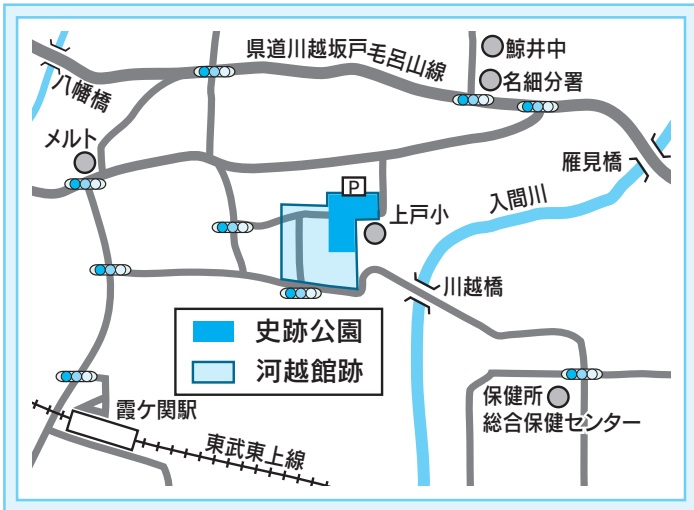 県道川越坂戸毛呂山線
鯨井中
名細分署
八幡橋
メルト
雁見橋
P
入間川
上戸小
川越橋
史跡公園
河越館跡
保健所
総合保健センター
霞ケ関駅
東武東上線